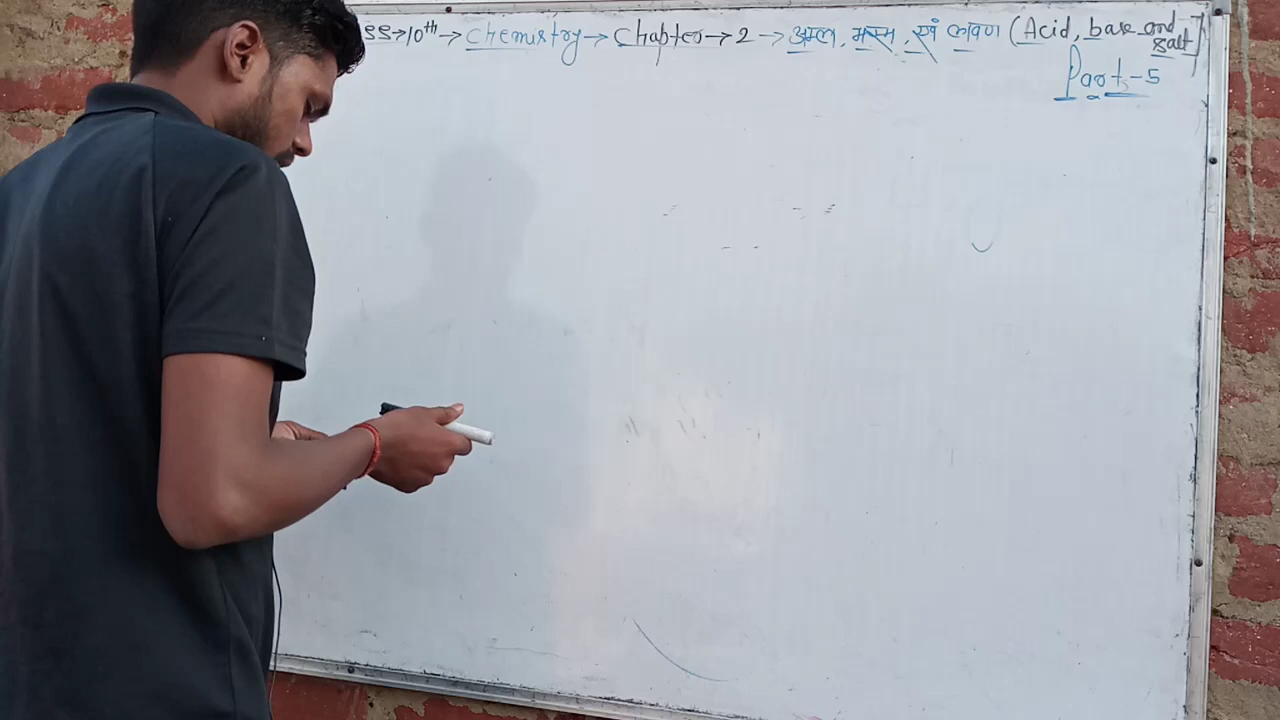 ss→10th→ Chemistry→ Chapter→2→ अम्ल, भस्म, एवं लवण (Acid, base and salt)
Part-5